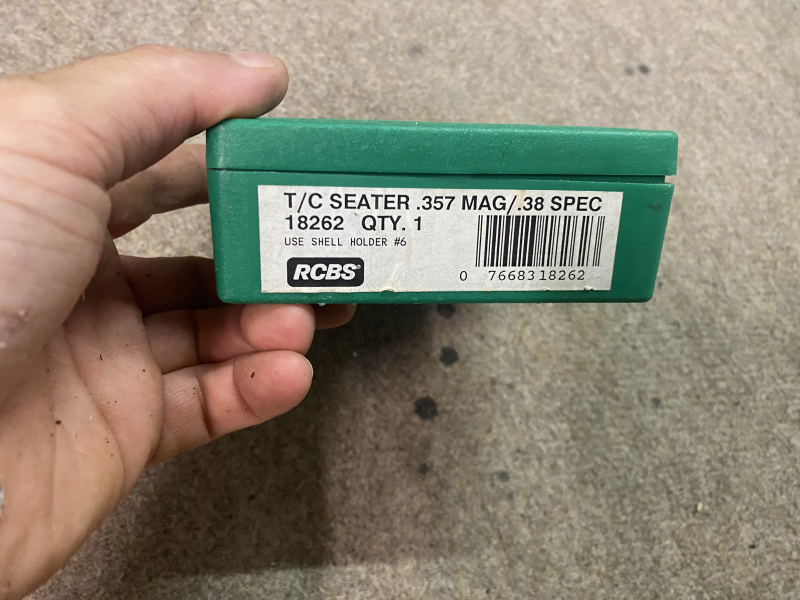 T/C SEATER .357 MAG/.38 SPEC
18262 QTY. 1
USE SHELL HOLDER #6
RCBS
0 76683 18262